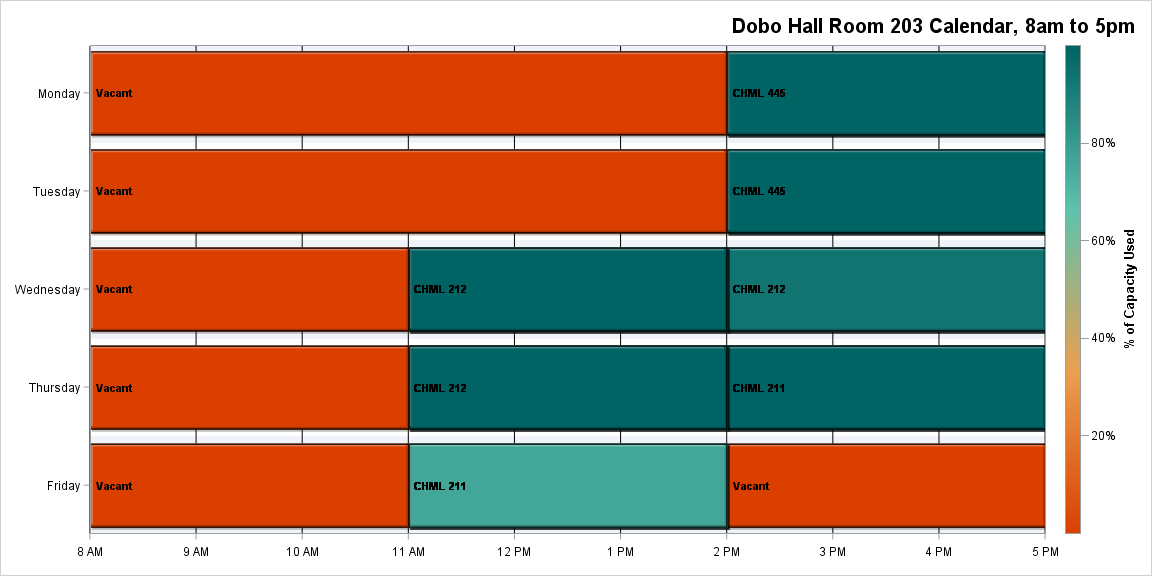 Dobo Hall Room 203 Calendar, 8am to 5pm
Monday
Vacant
CHML 445
Tuesday
Vacant
CHML 445
Wednesday
Vacant
CHML 212
CHML 212
Thursday
Vacant
CHML 212
CHML 211
Friday
Vacant
CHML 211
Vacant
8 AM
9 AM
10 AM
11 AM
12 PM
1 PM
2 PM
3 PM
4 PM
5 PM
80%
60%
40%
20%
% of Capacity Used